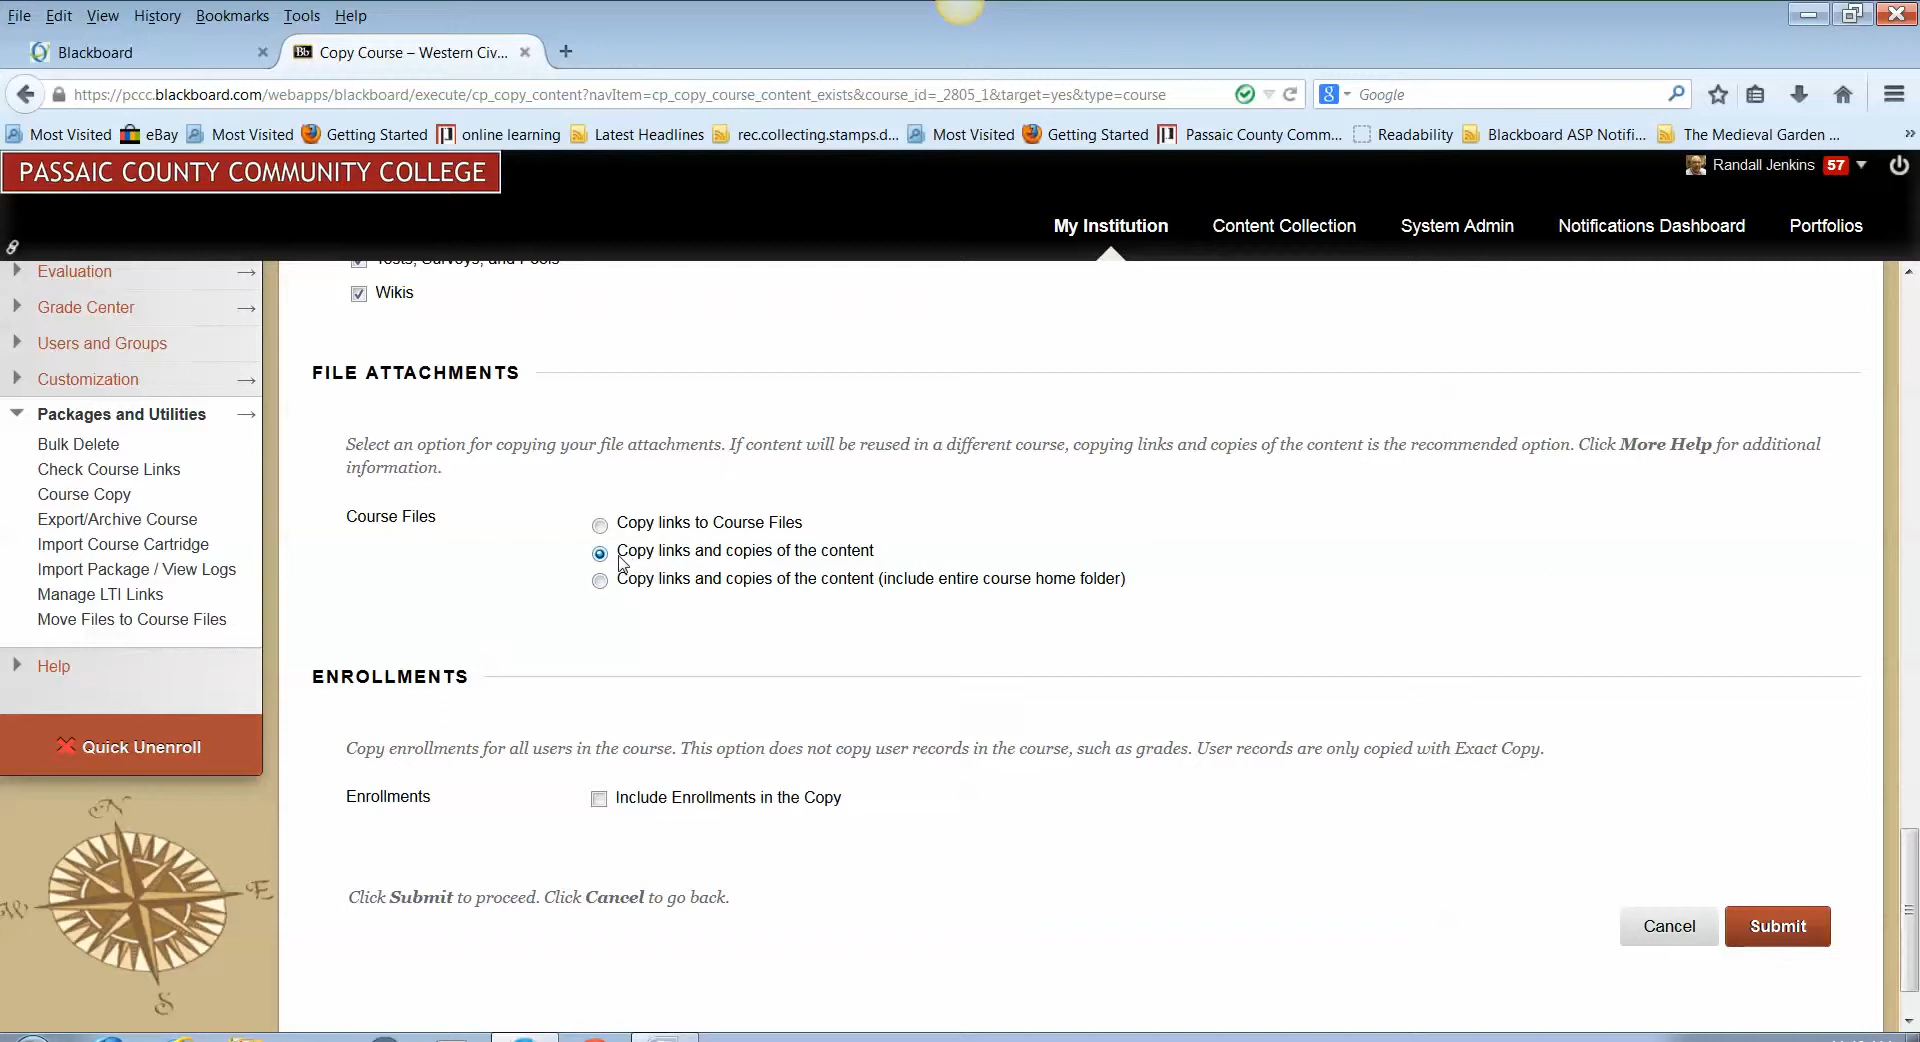 File Edit View History Bookmarks Tools Help
Blackboard
Bb Copy Course – Western Civ...
https://pccc.blackboard.com/webapps/blackboard/execute/cp_copy_content?navItem=cp_copy_course_content_exists&course_id=_2805_1&target=yes&type=course
8 Google
Most Visited eBay Most Visited Getting Started online learning Latest Headlines rec.collecting.stamps.d... Most Visited Getting Started Passaic County Comm... Readability Blackboard ASP Notifi... The Medieval Garden ... »
PASSAIC COUNTY COMMUNITY COLLEGE
Randall Jenkins 57
My Institution Content Collection System Admin Notifications Dashboard Portfolios
Evaluation
Grade Center
Users and Groups
Customization
Packages and Utilities
Bulk Delete
Check Course Links
Course Copy
Export/Archive Course
Import Course Cartridge
Import Package / View Logs
Manage LTI Links
Move Files to Course Files
Help
Quick Unenroll
N
W E
S
Tests, Surveys, and Pools
Wikis
FILE ATTACHMENTS
Select an option for copying your file attachments. If content will be reused in a different course, copying links and copies of the content is the recommended option. Click More Help for additional
information.
Course Files
Copy links to Course Files
Copy links and copies of the content
Copy links and copies of the content (include entire course home folder)
ENROLLMENTS
Copy enrollments for all users in the course. This option does not copy user records in the course, such as grades. User records are only copied with Exact Copy.
Enrollments
Include Enrollments in the Copy
Click Submit to proceed. Click Cancel to go back.
Cancel Submit